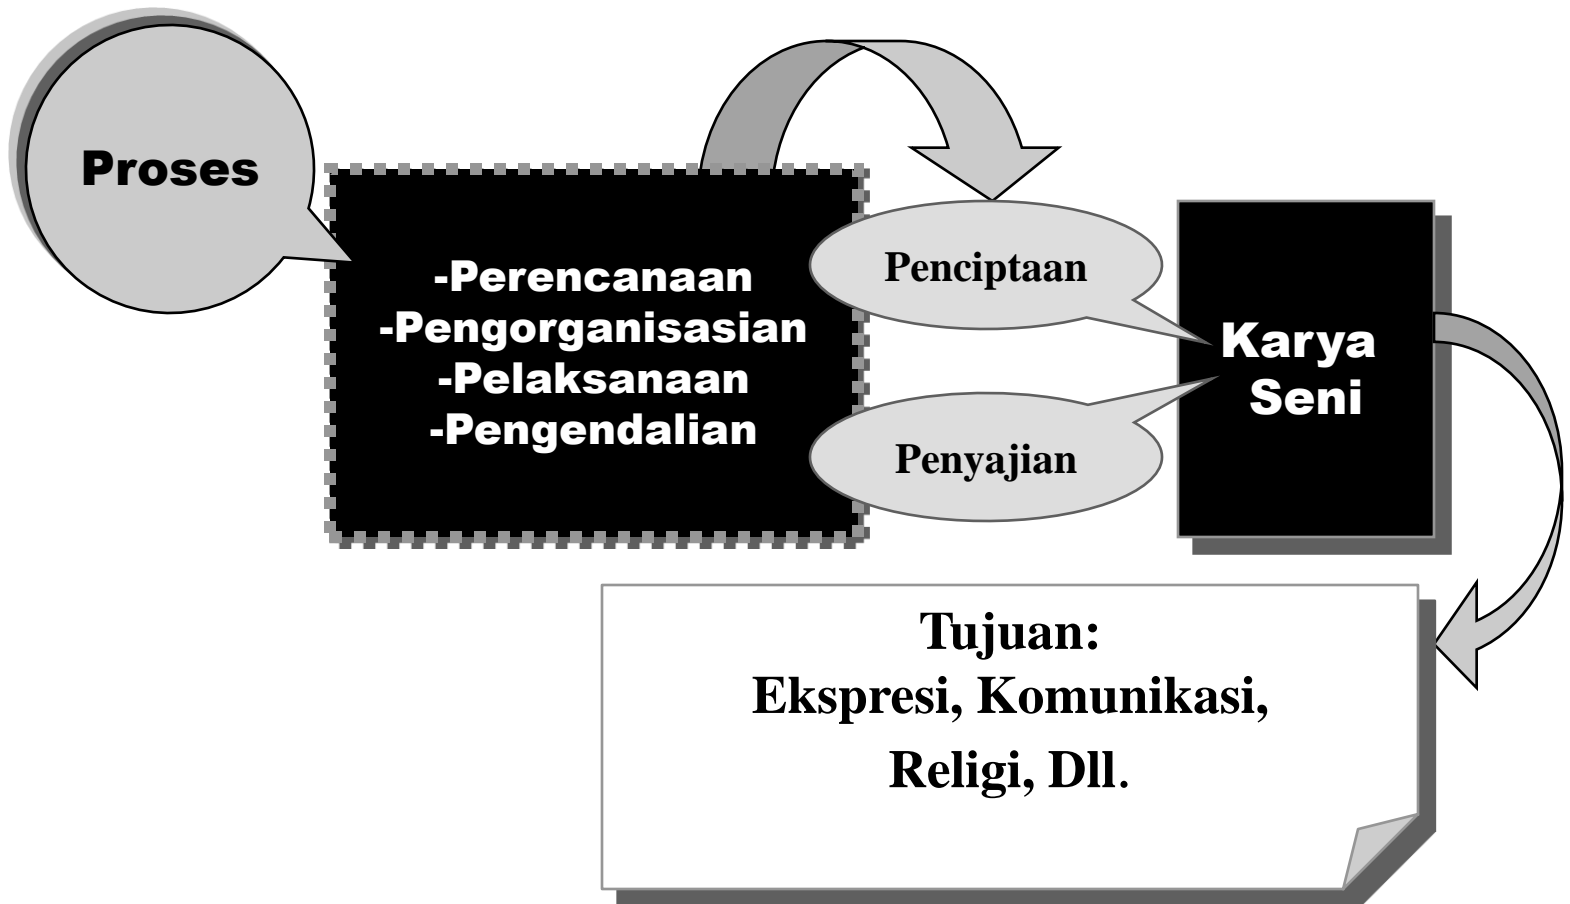 Proses
-Perencanaan
-Pengorganisasian
-Pelaksanaan
-Pengendalian
Penciptaan
Penyajian
Karya
Seni
Tujuan:
Ekspresi, Komunikasi,
Religi, Dll.